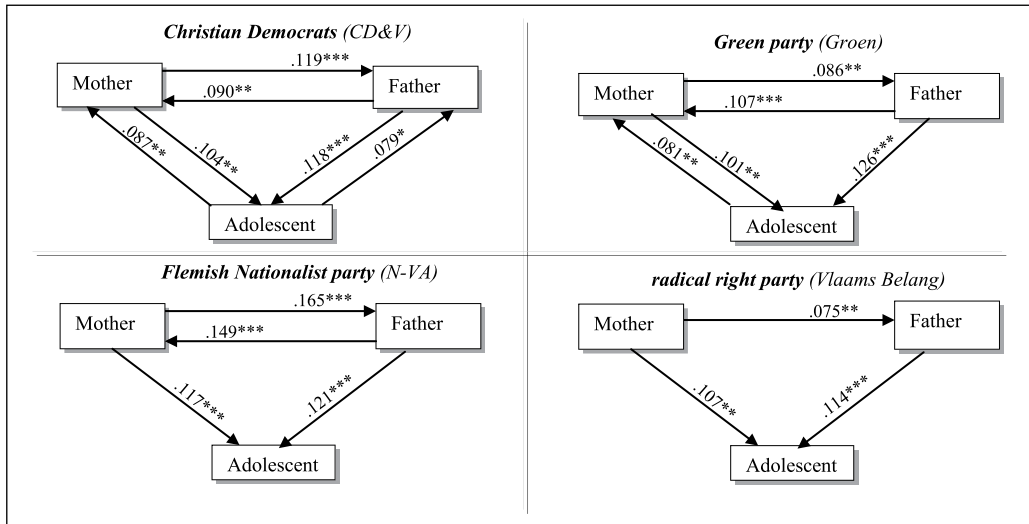 Christian Democrats (CD&V)
.119***
Mother
Father
.090**
.087**
.104**
.118***
.079*
Adolescent
Green party (Groen)
.086**
Mother
Father
.107***
.081**
.101**
.126***
Adolescent
Flemish Nationalist party (N-VA)
.165***
Mother
Father
.149***
.117***
.121***
Adolescent
radical right party (Vlaams Belang)
.075**
Mother
Father
.107**
.114***
Adolescent